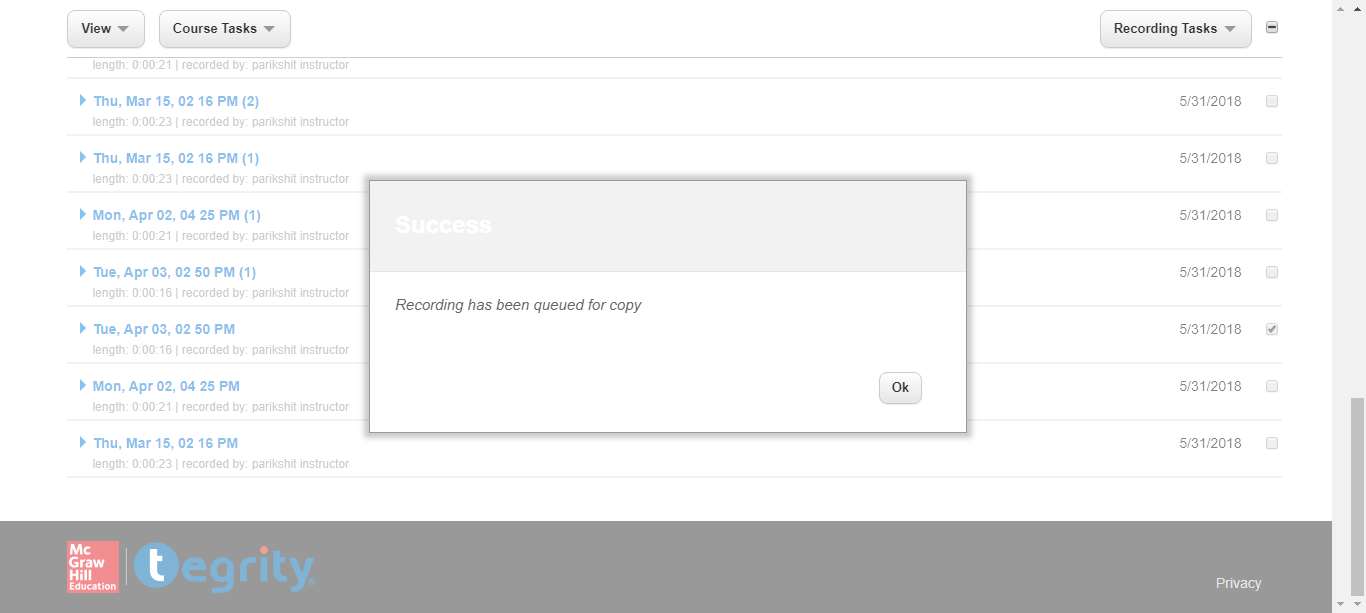 View Course Tasks Recording Tasks
length: 0:00:21 | recorded by: parikshit instructor
Thu, Mar 15, 02 16 PM (2) 5/31/2018
length: 0:00:23 | recorded by: parikshit instructor
Thu, Mar 15, 02 16 PM (1) 5/31/2018
length: 0:00:23 | recorded by: parikshit instructor
Mon, Apr 02, 04 25 PM (1) 5/31/2018
length: 0:00:21 | recorded by: parikshit instructor
Tue, Apr 03, 02 50 PM (1) 5/31/2018
length: 0:00:16 | recorded by: parikshit instructor
Tue, Apr 03, 02 50 PM 5/31/2018
length: 0:00:16 | recorded by: parikshit instructor
Mon, Apr 02, 04 25 PM 5/31/2018
length: 0:00:21 | recorded by: parikshit instructor
Thu, Mar 15, 02 16 PM 5/31/2018
length: 0:00:23 | recorded by: parikshit instructor
Success
Recording has been queued for copy
Ok
Mc
Graw
Hill
Education
tegrity
Privacy